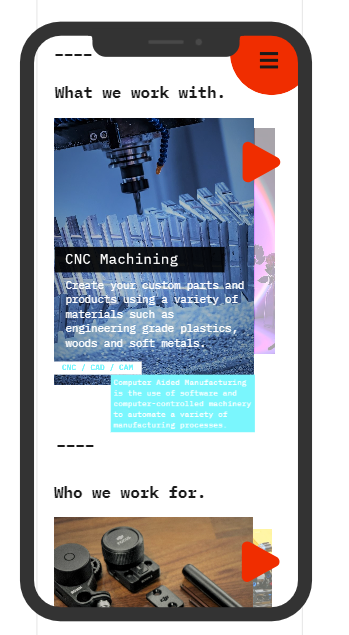 ----
What we work with.
CNC Machining
Create your custom parts and
products using a variety of
materials such as
engineering grade plastics,
woods and soft metals.
CNC / CAD / CAM
Computer Aided Manufacturing
is the use of software and
computer-controlled machinery
to automate a variety of
manufacturing processes.
----
Who we work for.